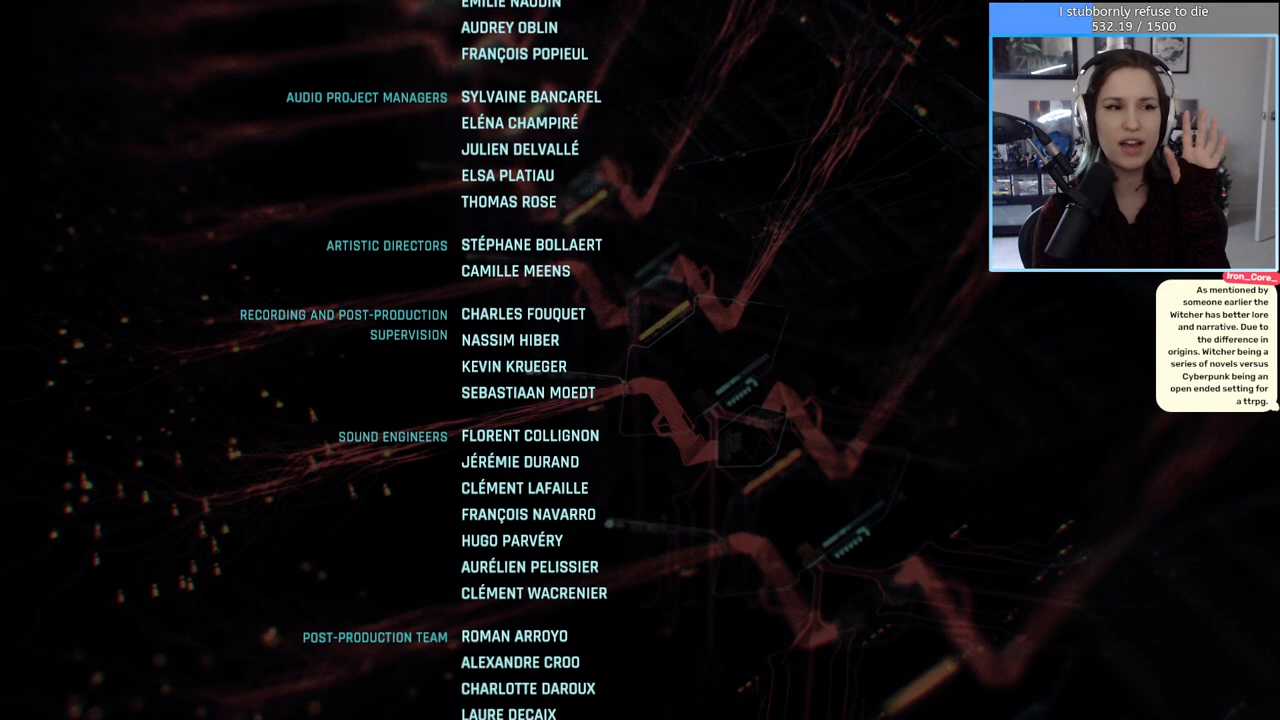 EMILIE NAUDIN
AUDREY OBLIN
FRANÇOIS POPIEUL
AUDIO PROJECT MANAGERS
SYLVAINE BANCAREL
ELÉNA CHAMPIRÉ
JULIEN DELVALLÉ
ELSA PLATIAU
THOMAS ROSE
ARTISTIC DIRECTORS
STÉPHANE BOLLAERT
CAMILLE MEENS
RECORDING AND POST-PRODUCTION
SUPERVISION
CHARLES FOUQUET
NASSIM HIBER
KEVIN KRUEGER
SEBASTIAAN MOEDT
SOUND ENGINEERS
FLORENT COLLIGNON
JÉRÉMIE DURAND
CLÉMENT LAFAILLE
FRANÇOIS NAVARRO
HUGO PARVÉRY
AURÉLIEN PELISSIER
CLÉMENT WACRENIER
POST-PRODUCTION TEAM
ROMAN ARROYO
ALEXANDRE CROO
CHARLOTTE DAROUX
LAURE DECAIX
I stubbornly refuse to die
532.19 / 1500
Iron_Core_
As mentioned by
someone earlier the
Witcher has better lore
and narrative. Due to
the difference in
origins. Witcher being a
series of novels versus
Cyberpunk being an
open ended setting for
a ttrpg.